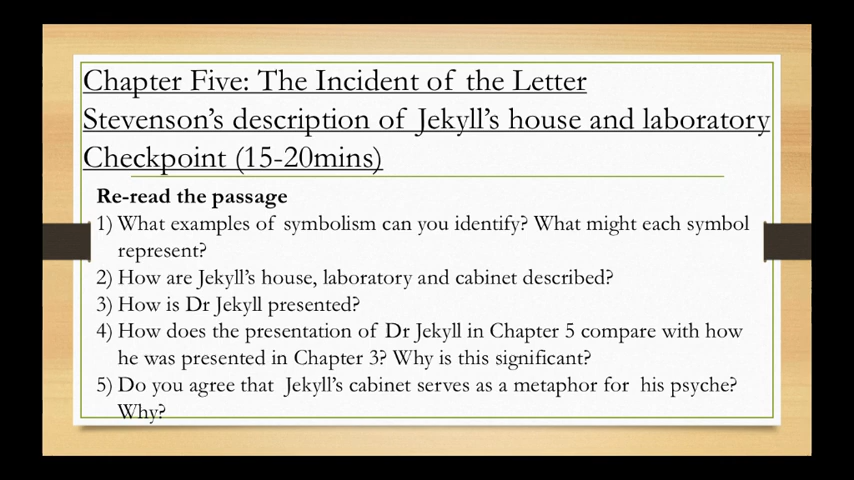 Chapter Five: The Incident of the Letter
Stevenson's description of Jekyll's house and laboratory
Checkpoint (15-20mins)
Re-read the passage
1) What examples of symbolism can you identify? What might each symbol
represent?
2) How are Jekyll's house, laboratory and cabinet described?
3) How is Dr Jekyll presented?
4) How does the presentation of Dr Jekyll in Chapter 5 compare with how
he was presented in Chapter 3? Why is this significant?
5) Do you agree that Jekyll's cabinet serves as a metaphor for his psyche?
Why?